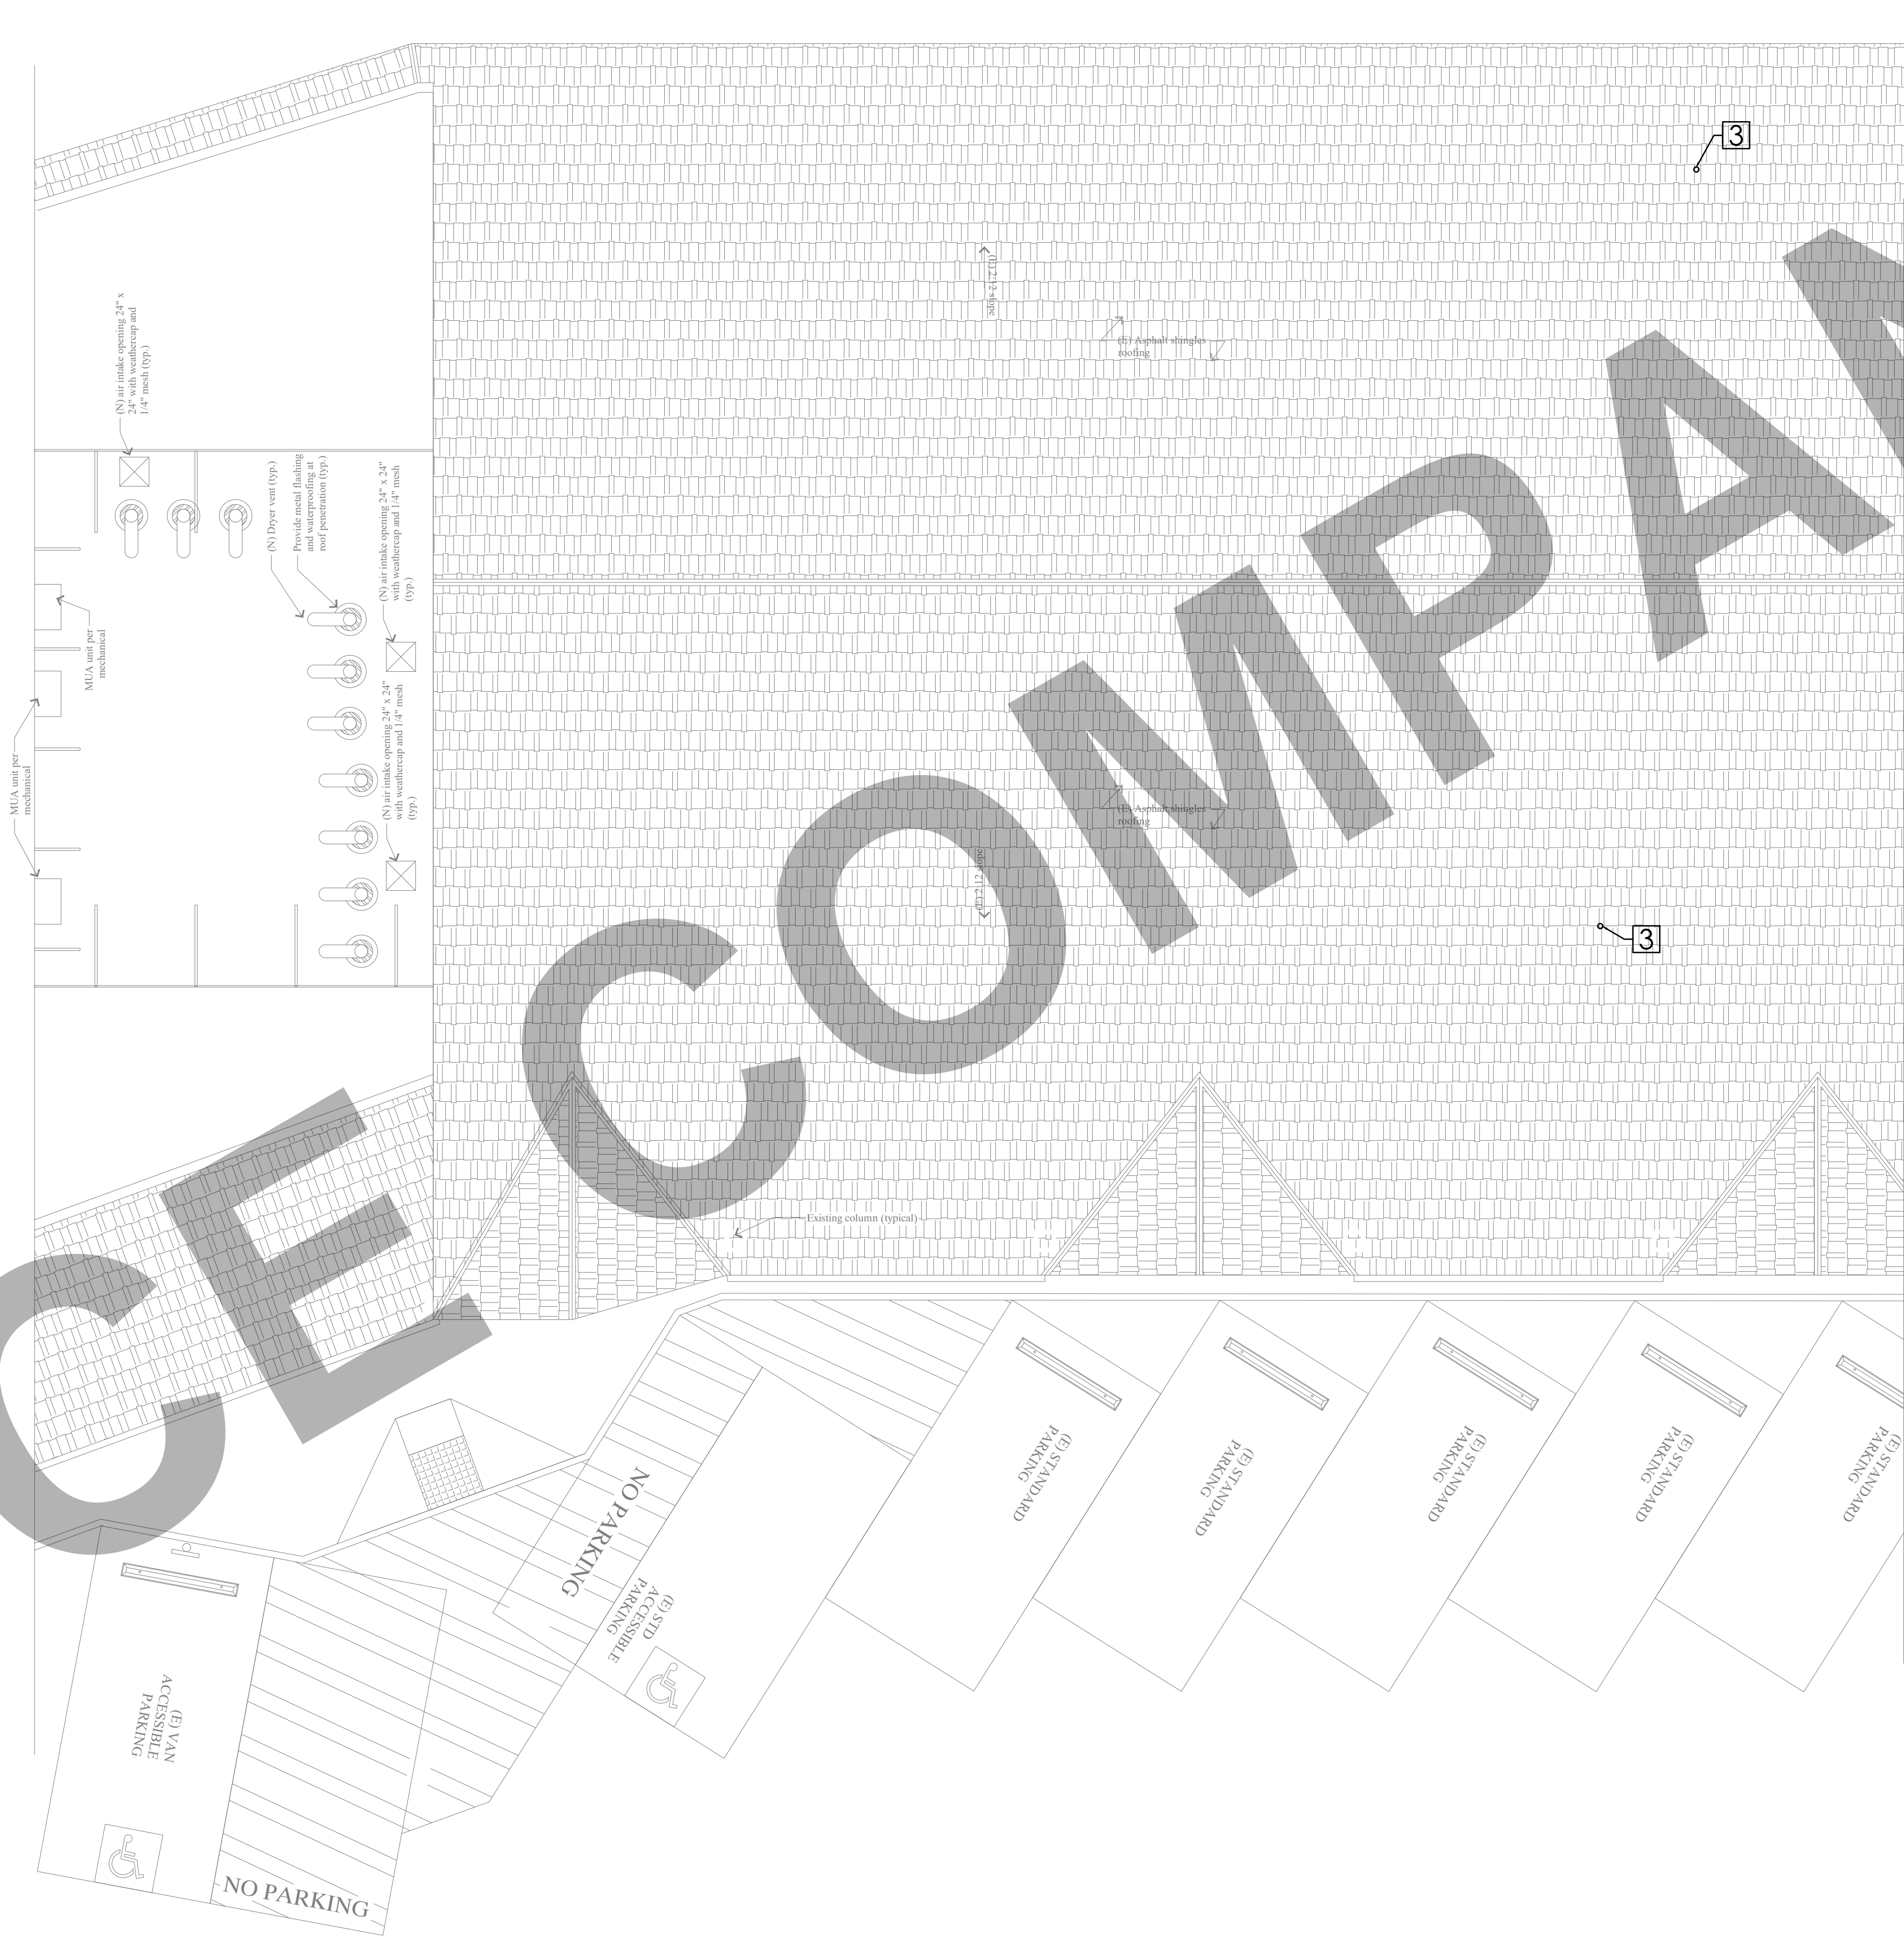 3
(E) 2:12 slope
(E) Asphalt shingles
roofing
(N) air intake opening 24" x
24" with weathercap and
1/4" mesh (typ.)
(N) Dryer vent (typ.)
Provide metal flashing
and waterproofing at
roof penetration (typ.)
(N) air intake opening 24" x 24"
with weathercap and 1/4" mesh
(typ.)
MUA unit per
mechanical
MUA unit per
mechanical
(N) air intake opening 24" x 24"
with weathercap and 1/4" mesh
(typ.)
(E) Asphalt shingles
roofing
(E) 2:12 slope
3
CE COMPA
Existing column (typical)
(E) STANDARD
PARKING
(E) STANDARD
PARKING
(E) STANDARD
PARKING
(E) STANDARD
PARKING
(E) STANDARD
PARKING
NO PARKING
(E) STD
ACCESSIBLE
PARKING
(E) VAN
ACCESSIBLE
PARKING
NO PARKING